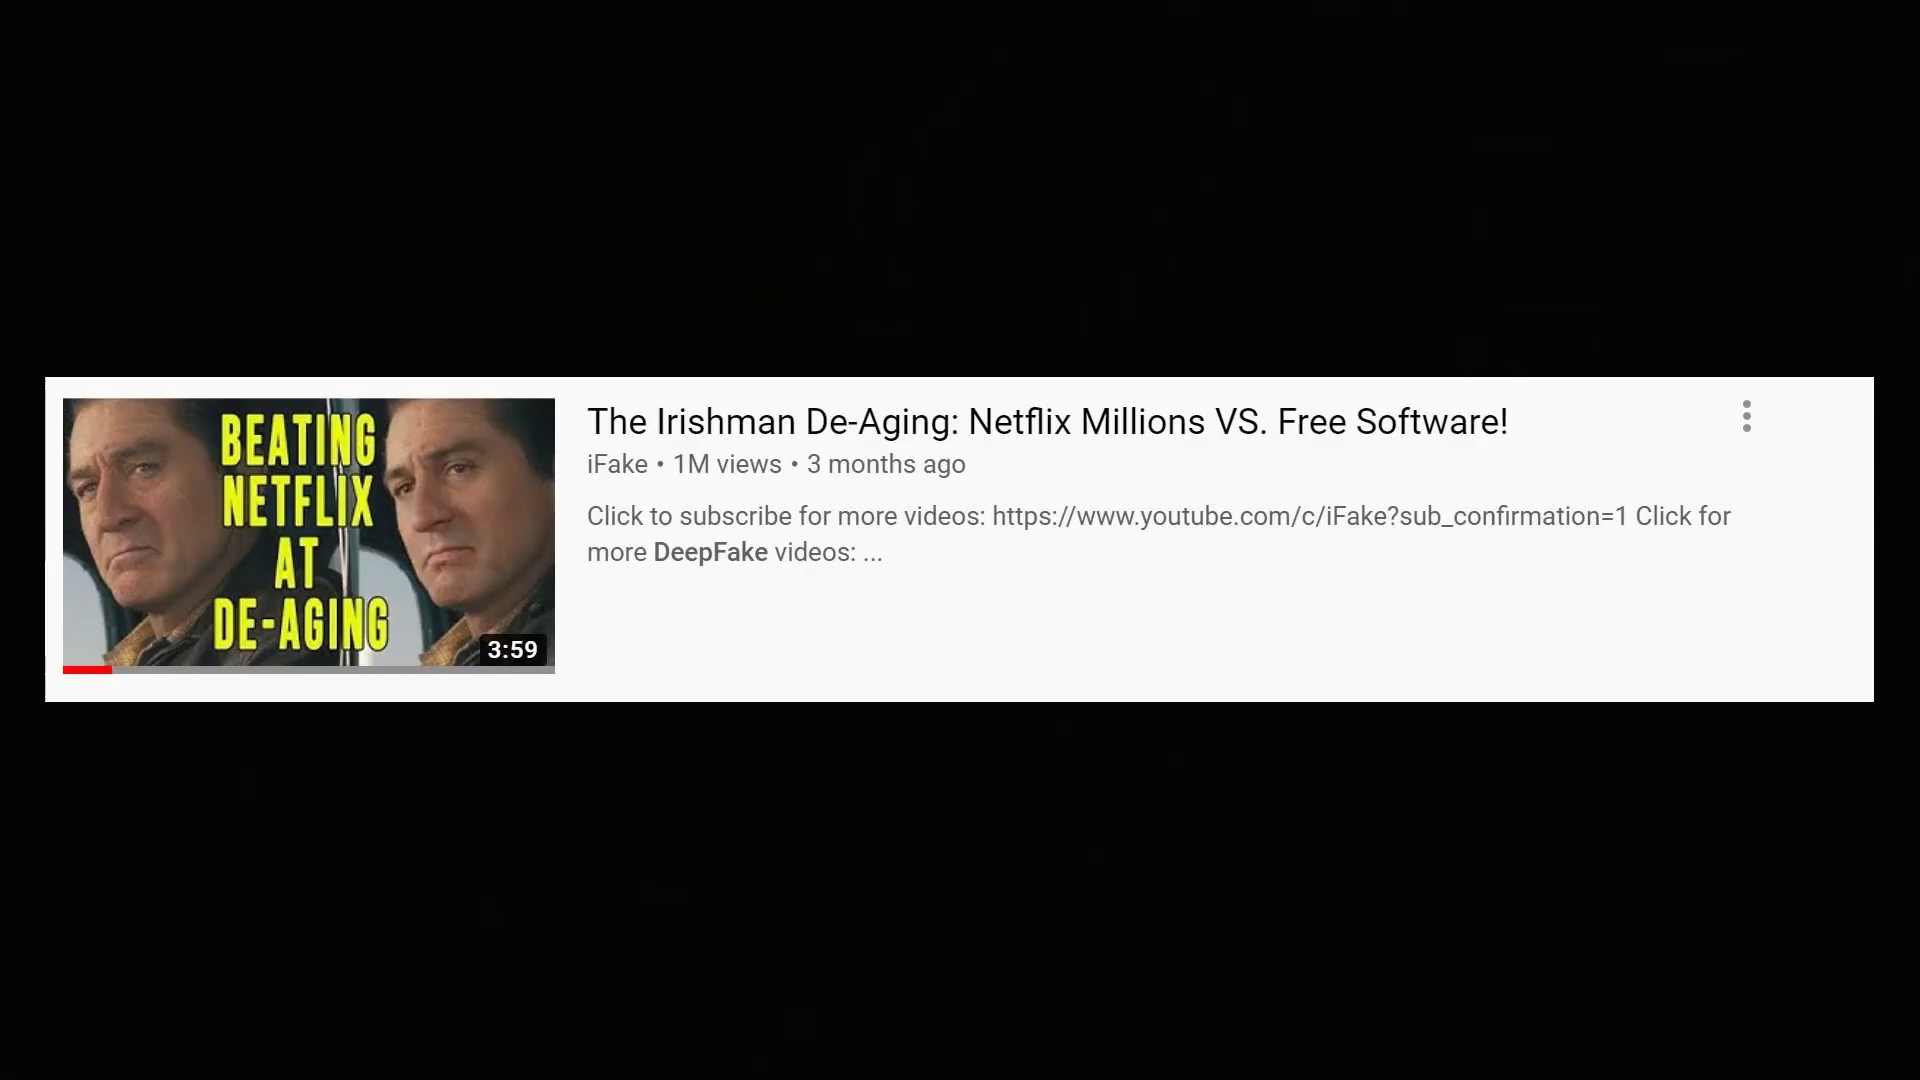 BEATING
NETFLIX
AT
DE-AGING
3:59
The Irishman De-Aging: Netflix Millions VS. Free Software!
iFake • 1M views • 3 months ago
Click to subscribe for more videos: https://www.youtube.com/c/iFake?sub_confirmation=1 Click for
more DeepFake videos: ...